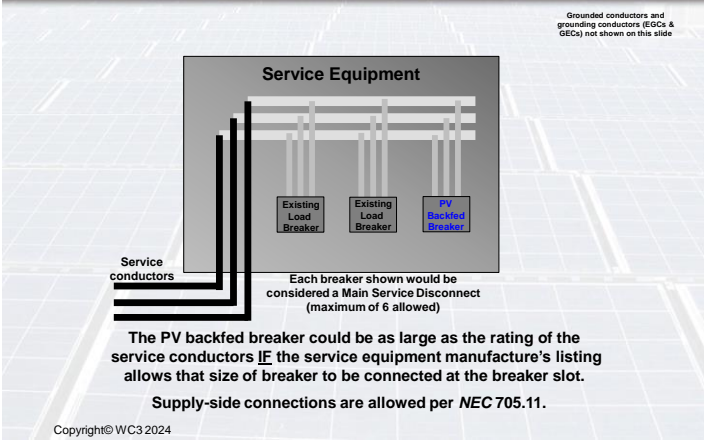 Grounded conductors and
grounding conductors (EGCs &
GECs) not shown on this slide
Service Equipment
Existing
Load
Breaker
Existing
Load
Breaker
PV
Backfed
Breaker
Service
conductors
Each breaker shown would be
considered a Main Service Disconnect
(maximum of 6 allowed)
The PV backfed breaker could be as large as the rating of the
service conductors IF the service equipment manufacture's listing
allows that size of breaker to be connected at the breaker slot.
Supply-side connections are allowed per NEC 705.11.
Copyright© WC3 2024